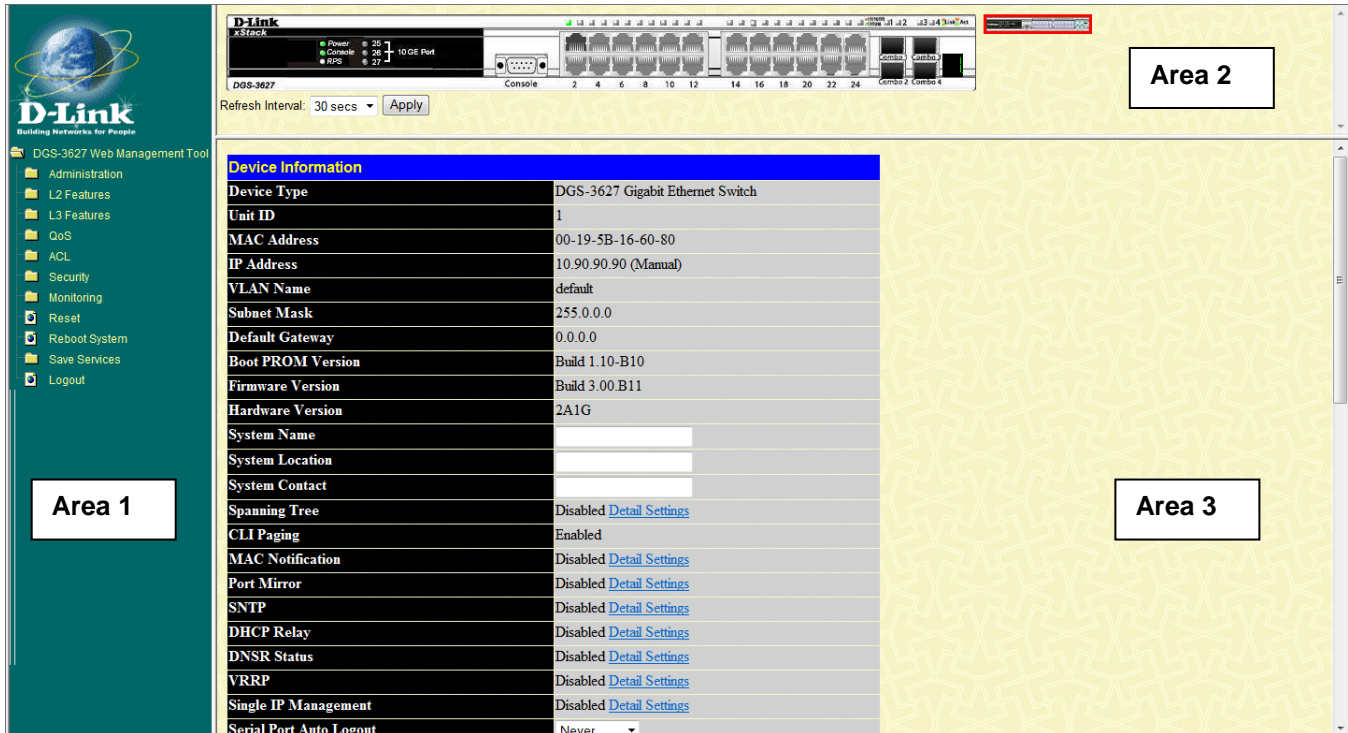 D-Link
Building Networks for People
DGS-3627 Web Management Tool
Administration
L2 Features
L3 Features
QoS
ACL
Security
Monitoring
Reset
Reboot System
Save Services
Logout
Area 1
D-Link
xStack
Power 25
Console 26 10GE Port
RPS 27
DGS-3627
Console 2 4 6 8 10 12 14 16 18 20 22 24 Combo 2 Combo 4
Refresh Interval: 30 secs Apply
Area 2
Device Information
Device Type DGS-3627 Gigabit Ethernet Switch
Unit ID 1
MAC Address 00-19-5B-16-60-80
IP Address 10.90.90.90 (Manual)
VLAN Name default
Subnet Mask 255.0.0.0
Default Gateway 0.0.0.0
Boot PROM Version Build 1.10-B10
Firmware Version Build 3.00.B11
Hardware Version 2A1G
System Name
System Location
System Contact
Spanning Tree Disabled Detail Settings
CLI Paging Enabled
MAC Notification Disabled Detail Settings
Port Mirror Disabled Detail Settings
SNTP Disabled Detail Settings
DHCP Relay Disabled Detail Settings
DNSR Status Disabled Detail Settings
VRRP Disabled Detail Settings
Single IP Management Disabled Detail Settings
Serial Port Auto Logout Never
Area 3